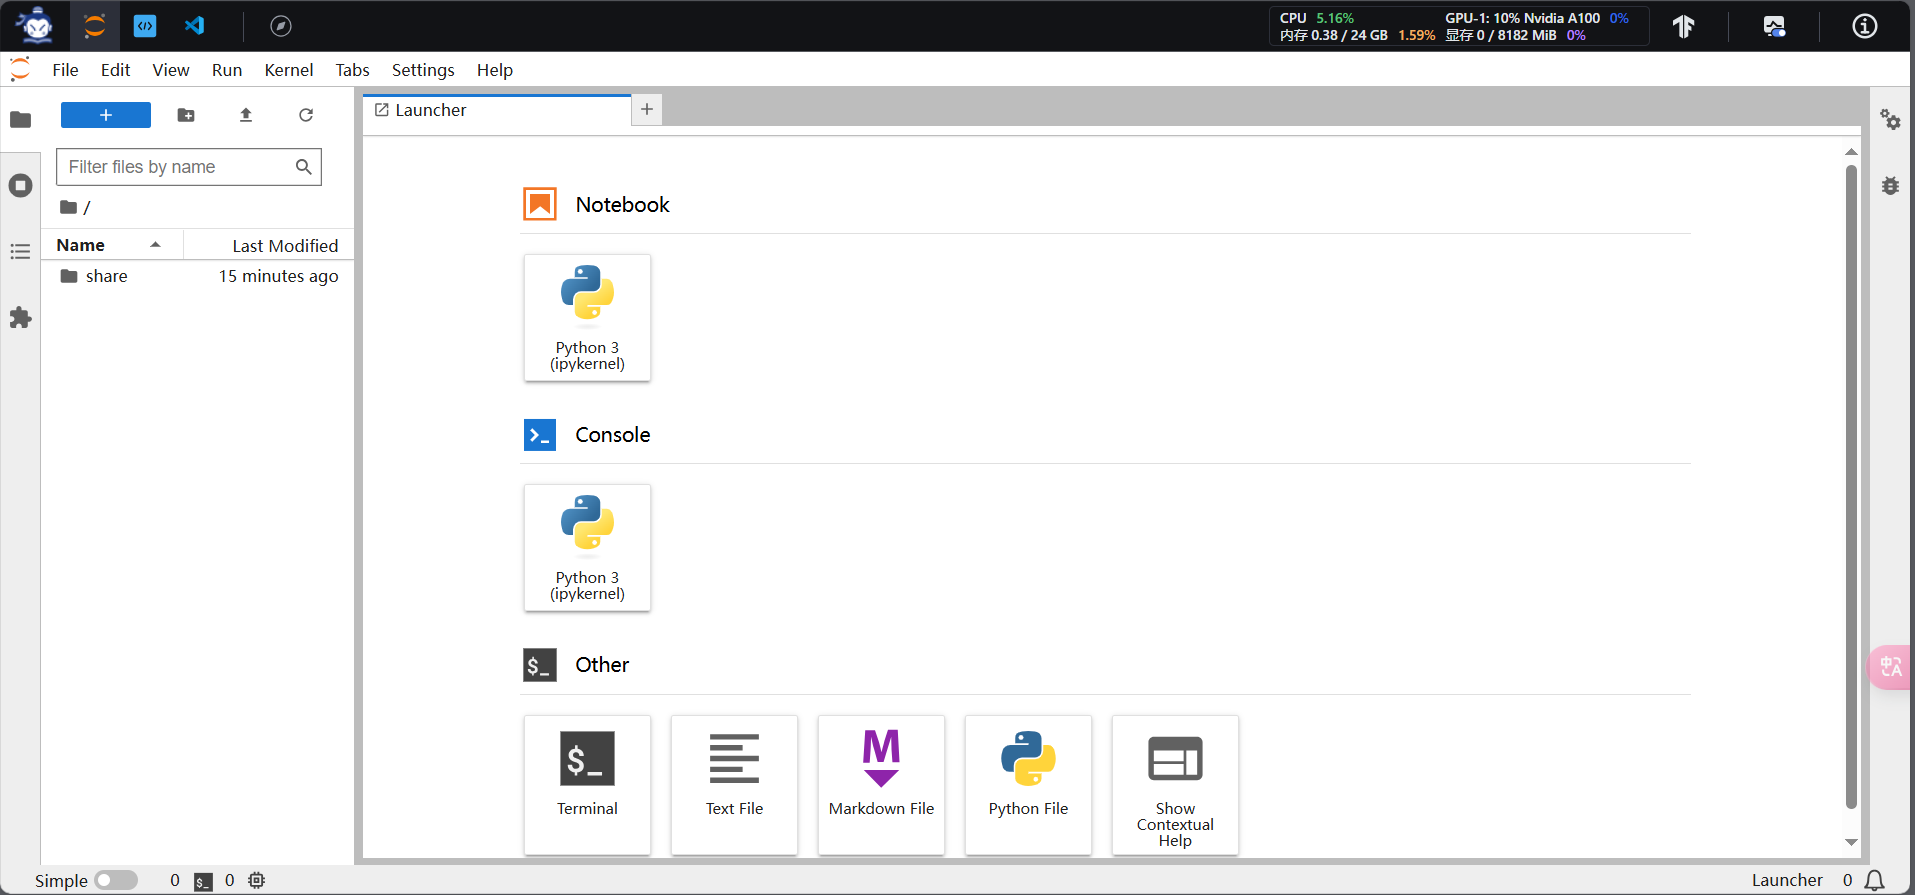 CPU 5.16% GPU-1: 10% Nvidia A100 0%
内存 0.38 / 24 GB 1.59% 显存 0 / 8182 MiB 0%
File Edit View Run Kernel Tabs Settings Help
Launcher
Filter files by name
/
Name Last Modified
share 15 minutes ago
Notebook
Python 3
(ipykernel)
Console
Python 3
(ipykernel)
$_ Other
$_
Terminal
Text File
M
Markdown File
Python File
Show
Contextual
Help
中A
Simple 0 $_ 0 Launcher 0